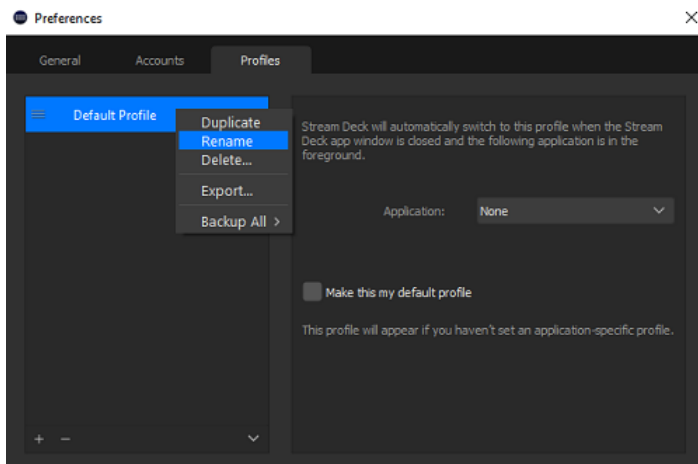 Preferences
General Accounts Profiles
Default Profile
Duplicate
Rename
Delete...
Export...
Backup All >
Stream Deck will automatically switch to this profile when the Stream
Deck app window is closed and the following application is in the
foreground.
Application: None
Make this my default profile
This profile will appear if you haven't set an application-specific profile.